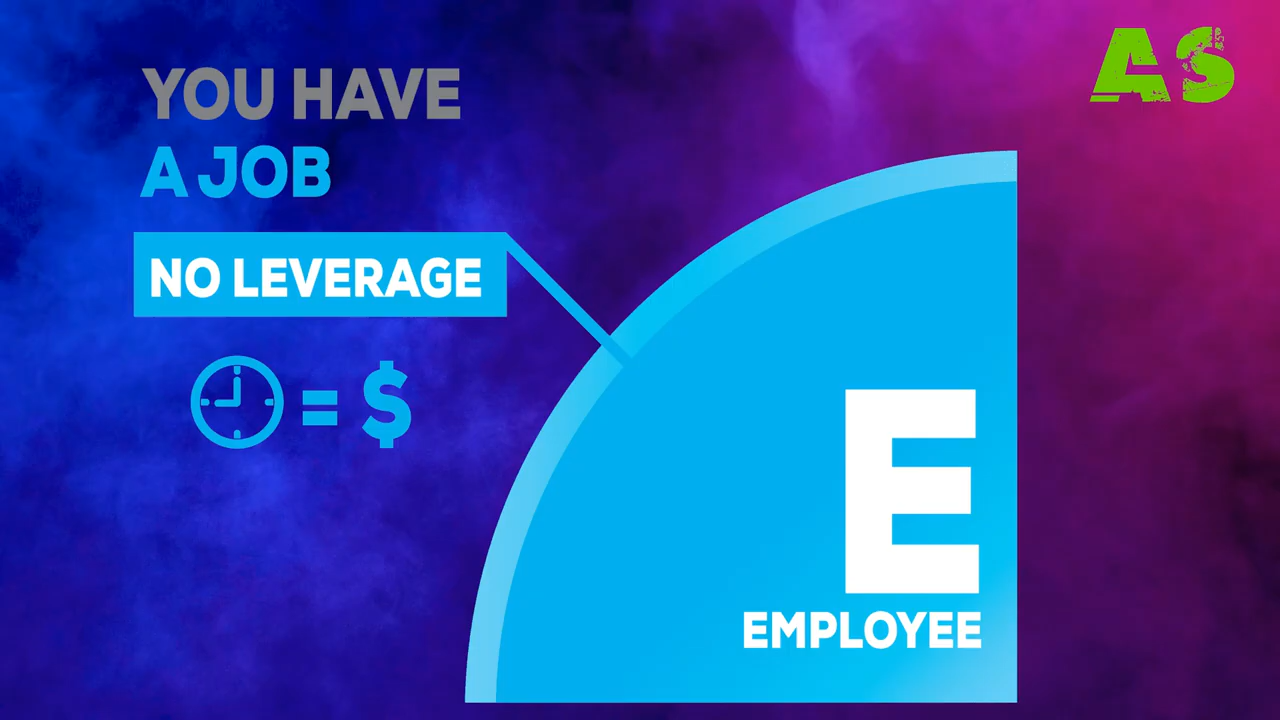 YOU HAVE
A JOB
NO LEVERAGE
= $
E
EMPLOYEE
AS